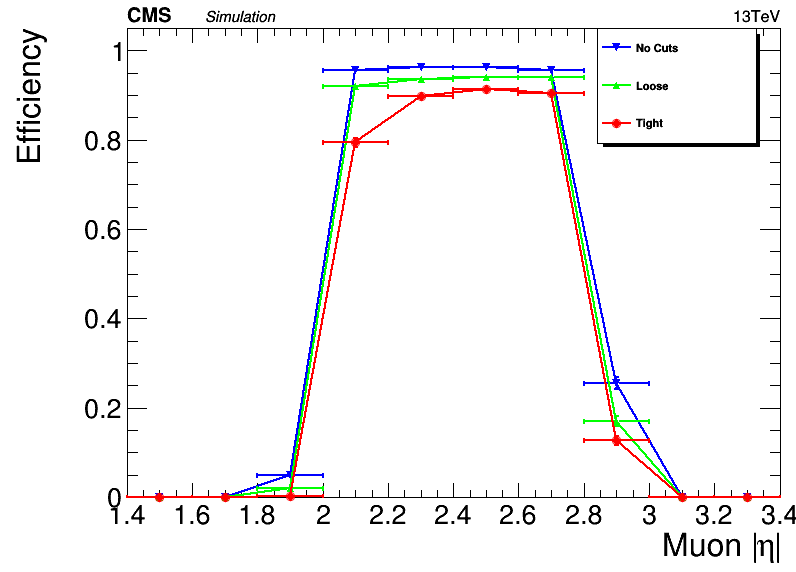 CMS Simulation 13TeV
Efficiency
No Cuts
Loose
Tight
1
0.8
0.6
0.4
0.2
0
1.4 1.6 1.8 2 2.2 2.4 2.6 2.8 3 3.2 3.4
Muon |η|